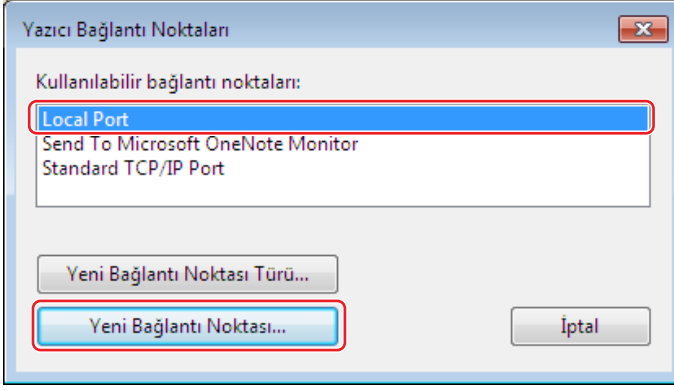 Yazıcı Bağlantı Noktaları
Kullanılabilir bağlantı noktaları:
Local Port
Send To Microsoft OneNote Monitor
Standard TCP/IP Port
Yeni Bağlantı Noktası Türü...
Yeni Bağlantı Noktası...
İptal